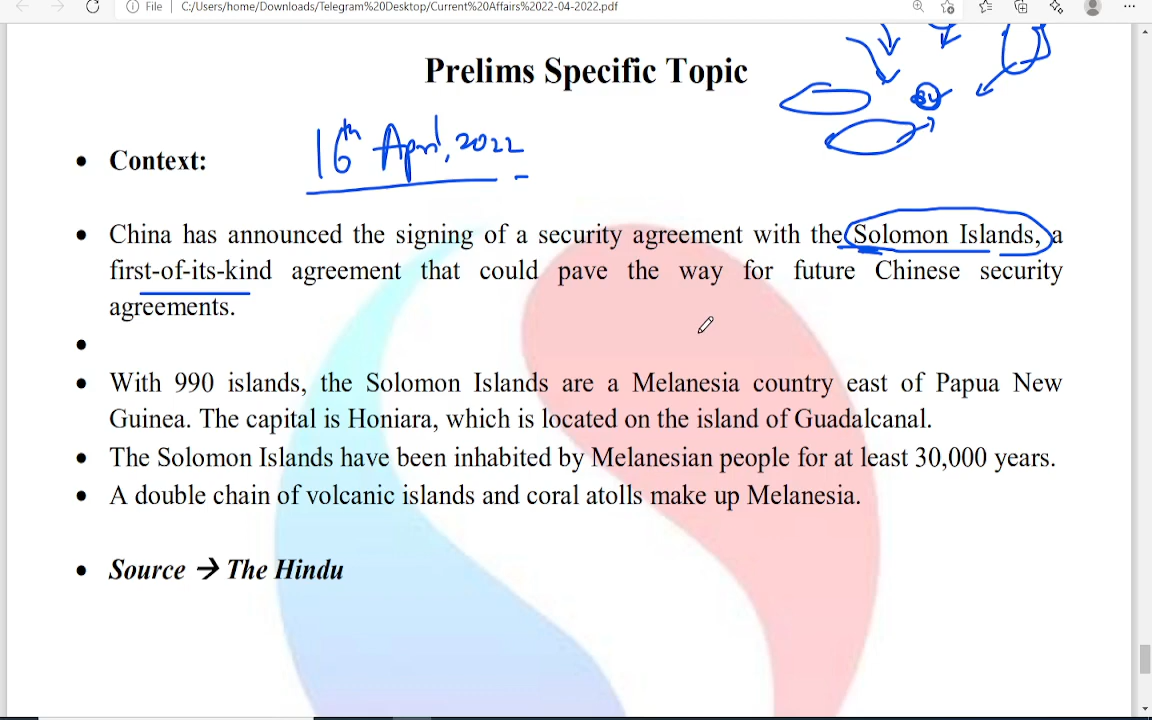 File
C:/Users/home/Downloads/Telegram%20Desktop/Current%20Affairs%2022-04-2022.pdf
Prelims Specific Topic
16th April, 2022
• Context:
• China has announced the signing of a security agreement with the Solomon Islands, a
first-of-its-kind agreement that could pave the way for future Chinese security
agreements.
•
• With 990 islands, the Solomon Islands are a Melanesia country east of Papua New
Guinea. The capital is Honiara, which is located on the island of Guadalcanal.
• The Solomon Islands have been inhabited by Melanesian people for at least 30,000 years.
• A double chain of volcanic islands and coral atolls make up Melanesia.
• Source → The Hindu